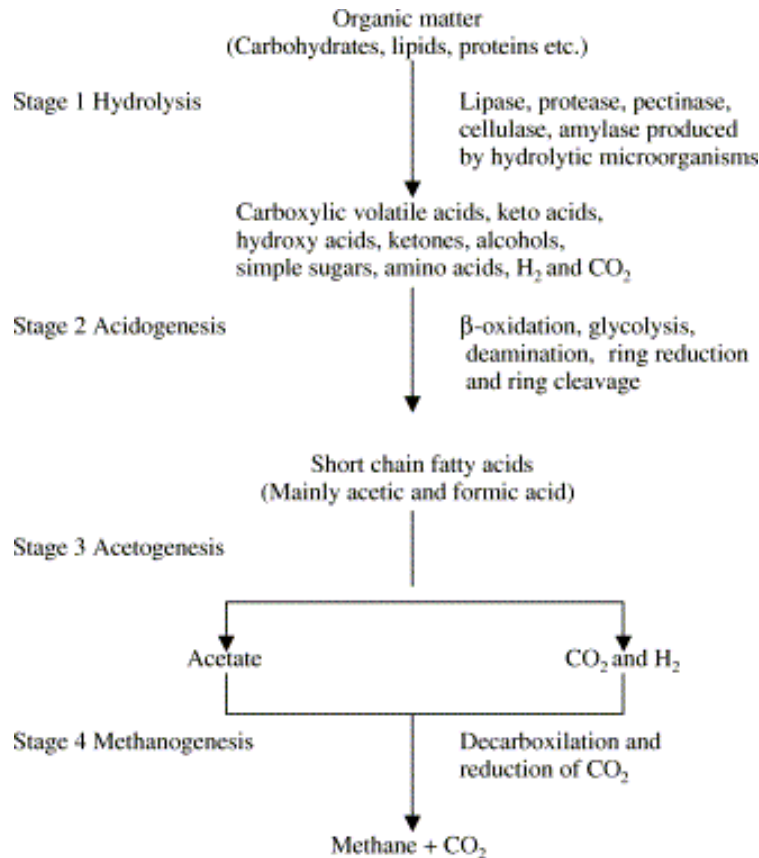 Organic matter
(Carbohydrates, lipids, proteins etc.)
Stage 1 Hydrolysis
Lipase, protease, pectinase,
cellulase, amylase produced
by hydrolytic microorganisms
Carboxylic volatile acids, keto acids,
hydroxy acids, ketones, alcohols,
simple sugars, amino acids, H₂ and CO₂
Stage 2 Acidogenesis
β-oxidation, glycolysis,
deamination, ring reduction
and ring cleavage
Short chain fatty acids
(Mainly acetic and formic acid)
Stage 3 Acetogenesis
Acetate
CO₂ and H₂
Stage 4 Methanogenesis
Decarboxilation and
reduction of CO₂
Methane + CO₂